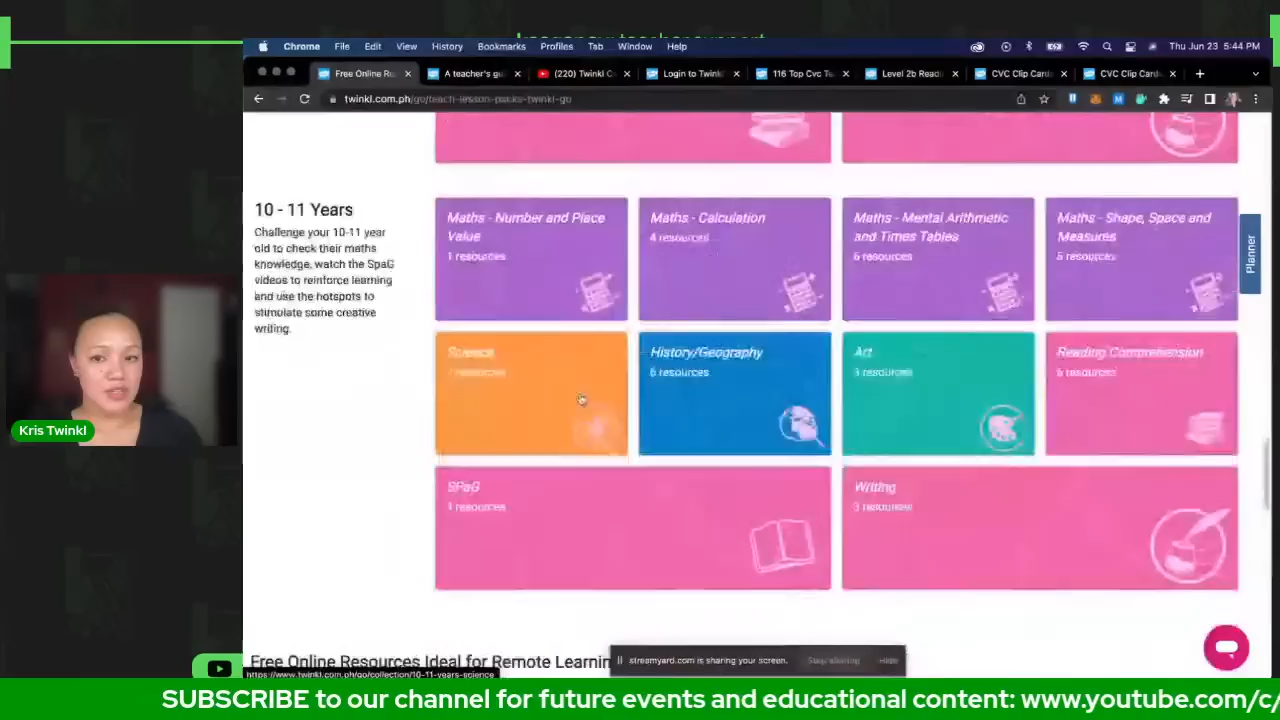 Chrome File Edit View History Bookmarks Profiles Tab Window Help
Thu Jun 23 5:44 PM
Free Online Re
A teacher's gu
(220) Twinkl C
Login to Twink
116 Top Cvc T
Level 2b Readi
CVC Clip Card
CVC Clip Card
twinkl.com.ph/go/teach-lesson-packs-twinkl-go
10 - 11 Years
Challenge your 10-11 year
old to check their maths
knowledge, watch the SpaG
videos to reinforce learning
and use the hotspots to
stimulate some creative
writing.
Maths - Number and Place
Value
1 resources
Maths - Calculation
4 resources
Maths - Mental Arithmetic
and Times Tables
Maths - Shape, Space and
Measures
Planner
Science
resources
History/Geography
6 resources
Art
3 resources
Reading Comprehension
resources
SPaG
resources
Writing
3 resources
Kris Twinkl
Free Online Resources Ideal for Remote Learnin
streamyard.com is sharing your screen.
Stop sharing
Hide
https://www.twinkl.com.ph/go/collection/10-11-years-science
SUBSCRIBE to our channel for future events and educational content: www.youtube.com/c/